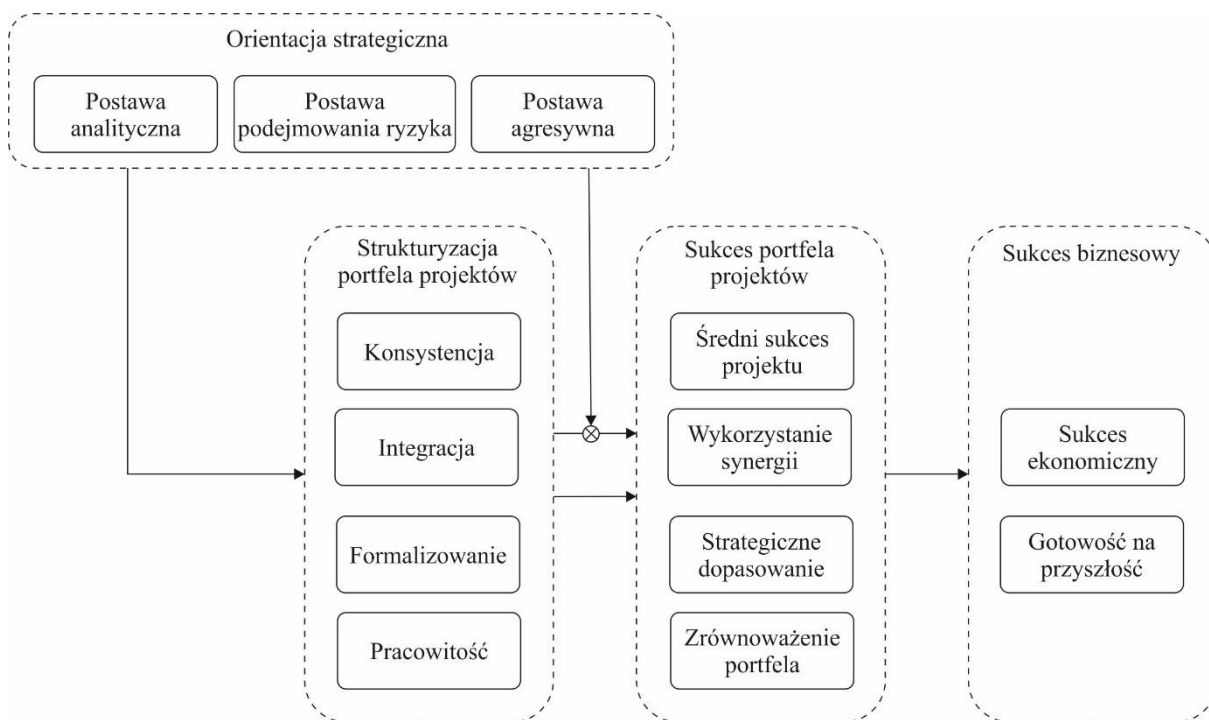 Orientacja strategiczna
Postawa
analityczna
Postawa
podejmowania ryzyka
Postawa
agresywna
Strukturyzacja
portfela projektów
Konsystencja
Integracja
Formalizowanie
Pracowitość
Sukces portfela
projektów
Średni sukces
projektu
Wykorzystanie
synergii
Strategiczne
dopasowanie
Zrównoważenie
portfela
Sukces biznesowy
Sukces
ekonomiczny
Gotowość na
przyszłość